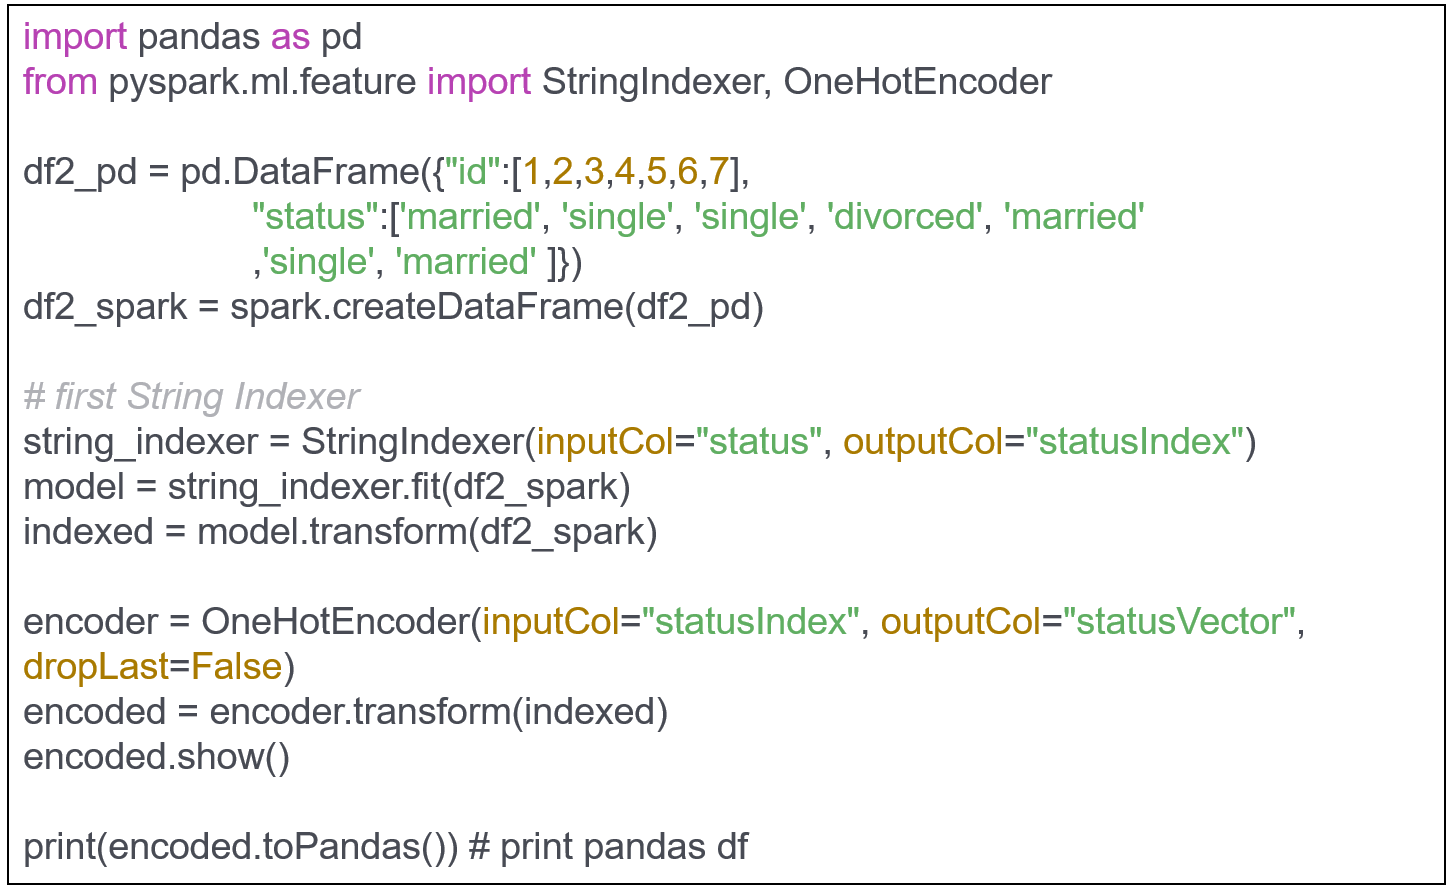 import pandas as pd
from pyspark.ml.feature import StringIndexer, OneHotEncoder
df2_pd = pd.DataFrame({"id":[1,2,3,4,5,6,7],
"status":['married', 'single', 'single', 'divorced', 'married'
,'single', 'married' ]})
df2_spark = spark.createDataFrame(df2_pd)
# first String Indexer
string_indexer = StringIndexer(inputCol="status", outputCol="statusIndex")
model = string_indexer.fit(df2_spark)
indexed = model.transform(df2_spark)
encoder = OneHotEncoder(inputCol="statusIndex", outputCol="statusVector",
dropLast=False)
encoded = encoder.transform(indexed)
encoded.show()
print(encoded.toPandas()) # print pandas df